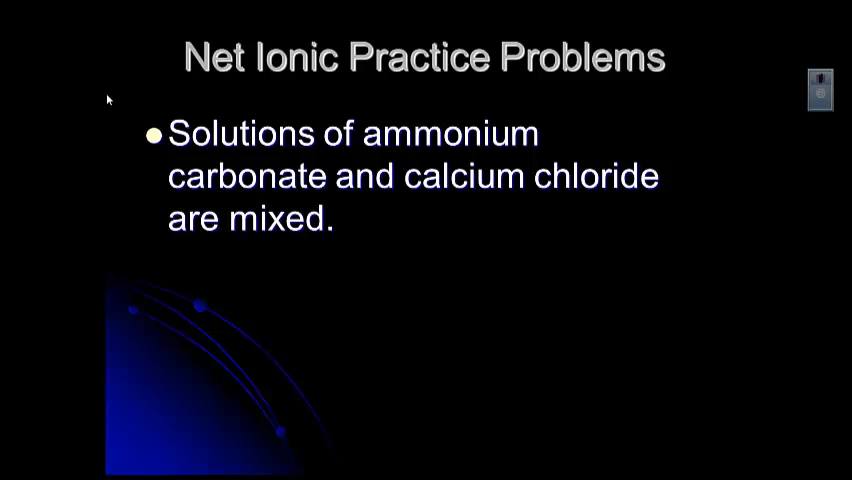 Net Ionic Practice Problems
Solutions of ammonium
carbonate and calcium chloride
are mixed.